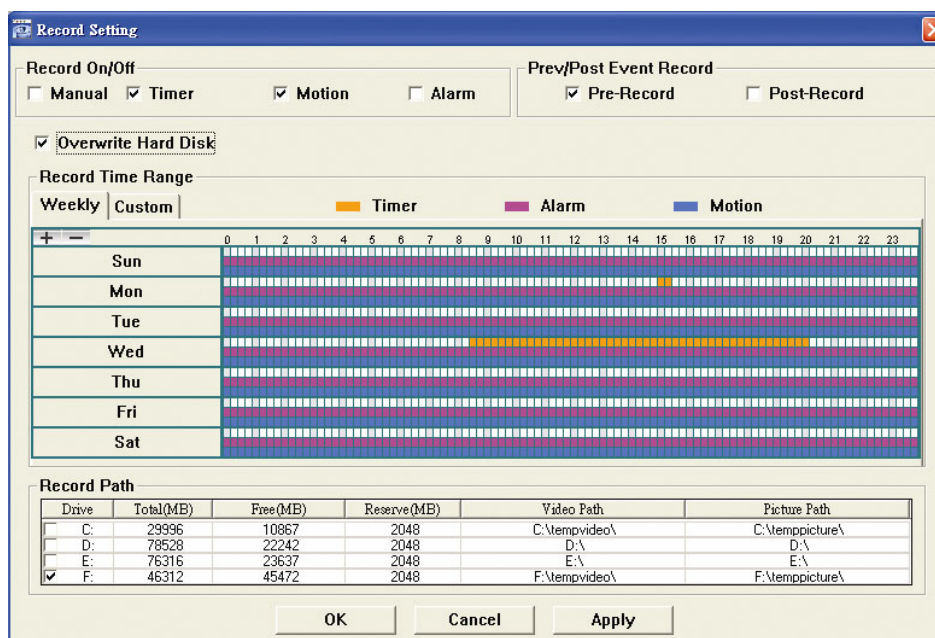 Record Setting
Record On/Off
Prev/Post Event Record
Manual Timer Motion Alarm Pre-Record Post-Record
Overwrite Hard Disk
Record Time Range
Weekly Custom Timer Alarm Motion
+ − 0 1 2 3 4 5 6 7 8 9 10 11 12 13 14 15 16 17 18 19 20 21 22 23
Sun
Mon
Tue
Wed
Thu
Fri
Sat
Record Path
Drive Total(MB) Free(MB) Reserve(MB) Video Path Picture Path
C: 29996 10867 2048 C:\tempvideo\ C:\temppicture\
D: 78528 22242 2048 D:\ D:\
E: 76316 23637 2048 E:\ E:\
F: 46312 45472 2048 F:\tempvideo\ F:\temppicture\
OK Cancel Apply